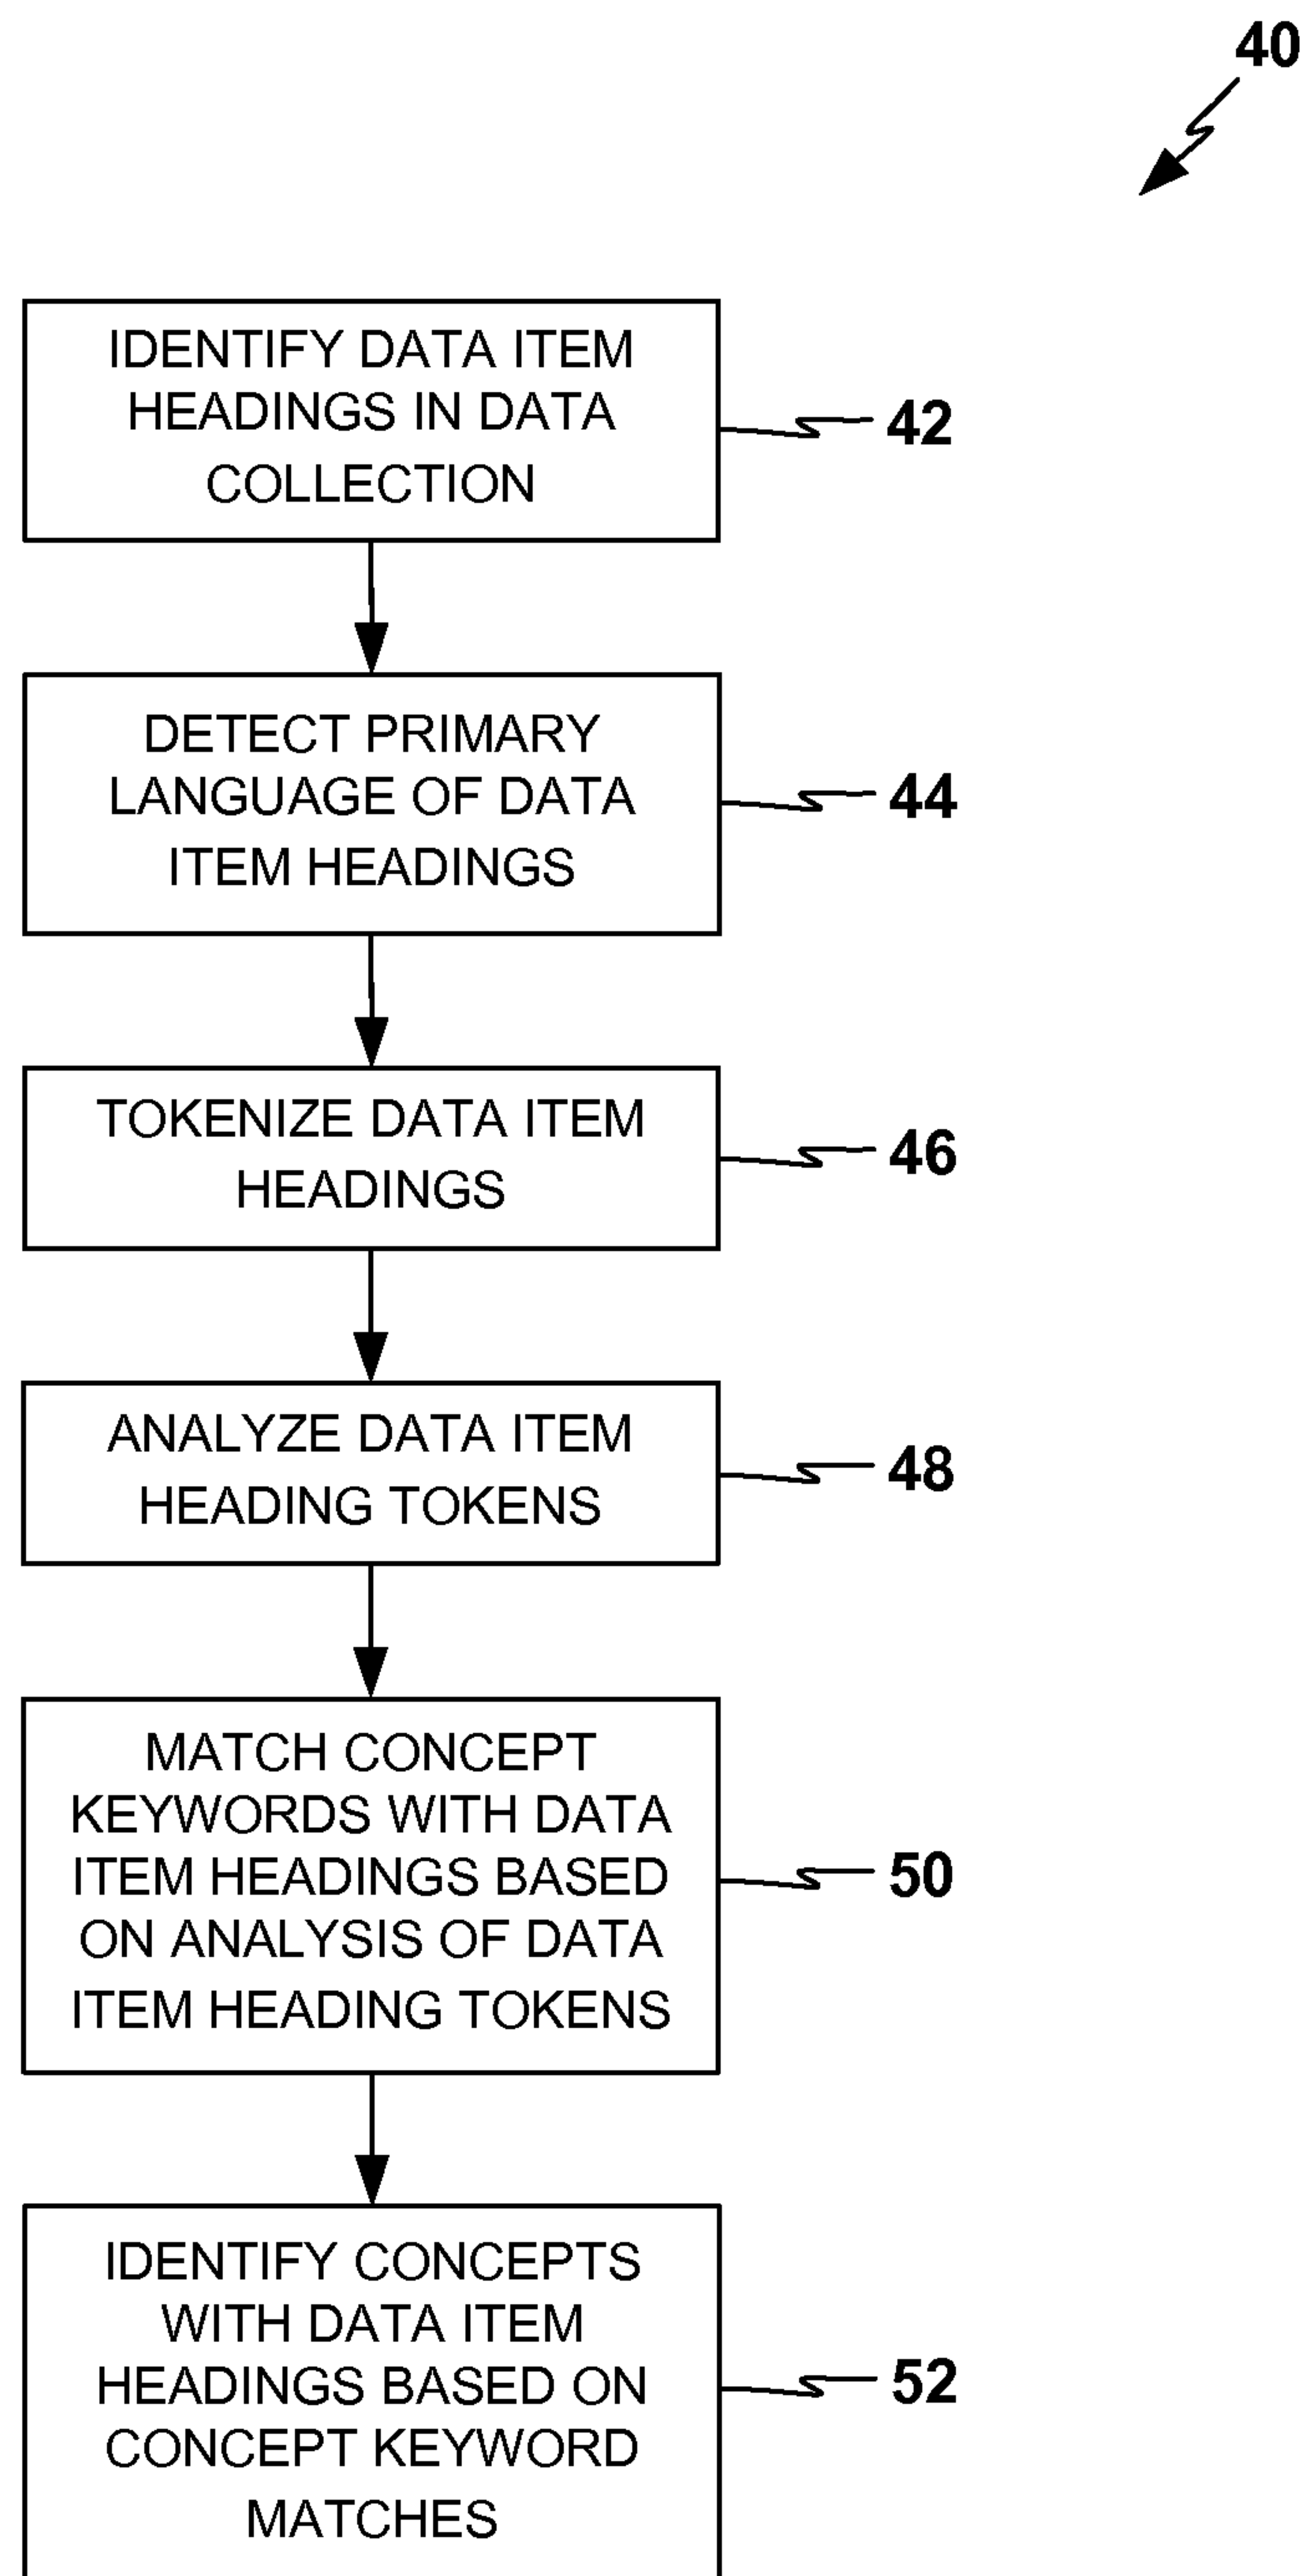 40
IDENTIFY DATA ITEM
HEADINGS IN DATA
COLLECTION
42
DETECT PRIMARY
LANGUAGE OF DATA
ITEM HEADINGS
44
TOKENIZE DATA ITEM
HEADINGS
46
ANALYZE DATA ITEM
HEADING TOKENS
48
MATCH CONCEPT
KEYWORDS WITH DATA
ITEM HEADINGS BASED
ON ANALYSIS OF DATA
ITEM HEADING TOKENS
50
IDENTIFY CONCEPTS
WITH DATA ITEM
HEADINGS BASED ON
CONCEPT KEYWORD
MATCHES
52